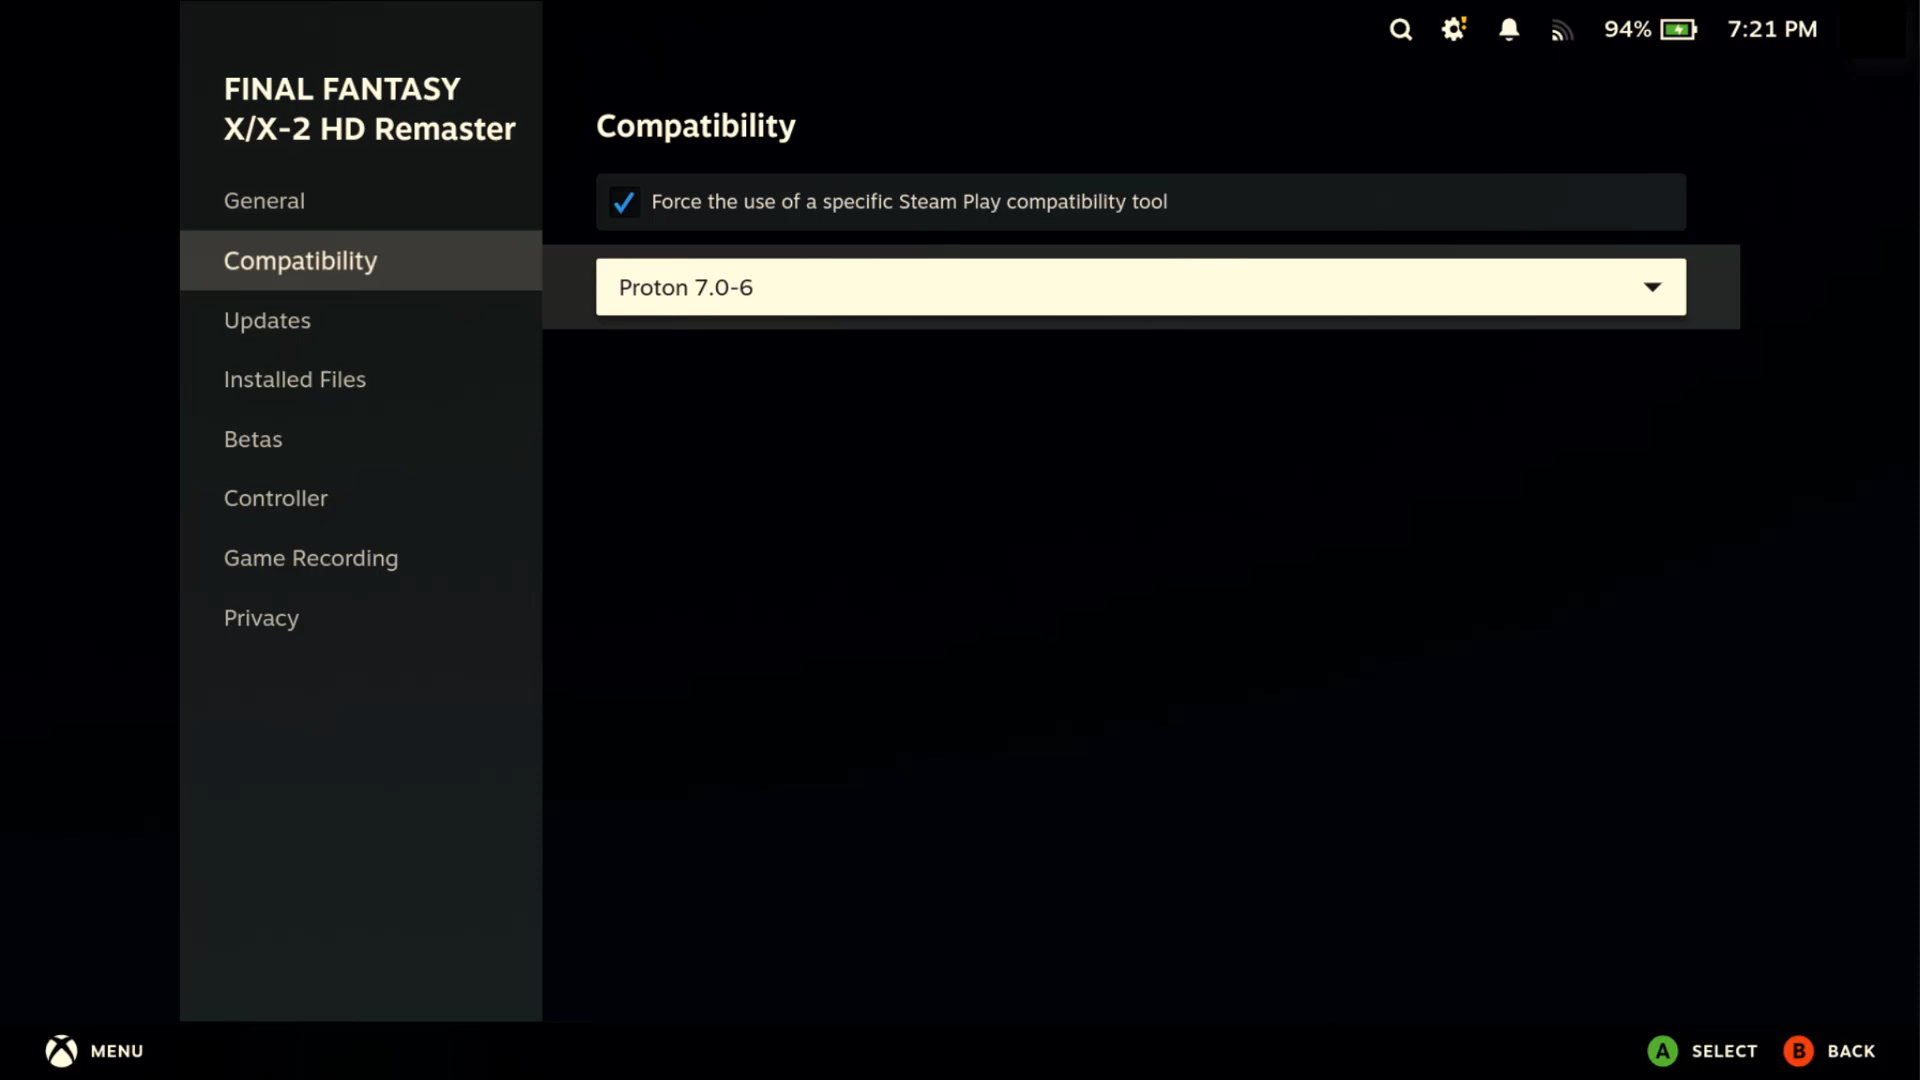 94%
7:21 PM
FINAL FANTASY
X/X-2 HD Remaster
General
Compatibility
Updates
Installed Files
Betas
Controller
Game Recording
Privacy
Compatibility
Force the use of a specific Steam Play compatibility tool
Proton 7.0-6
MENU
A SELECT
B BACK